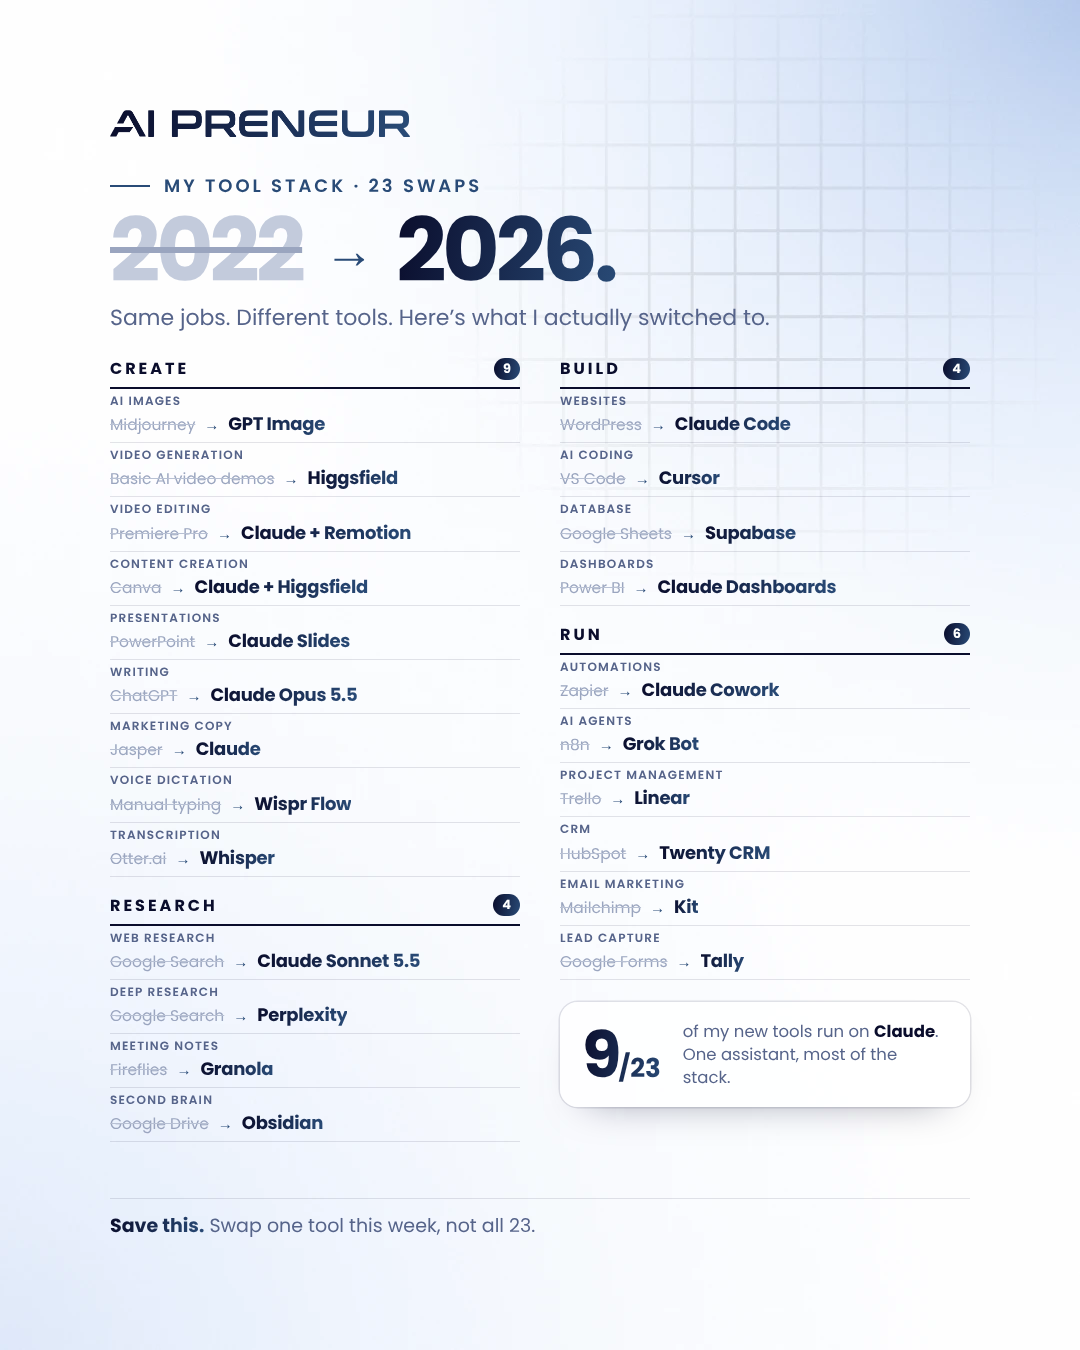 AI PRENEUR
MY TOOL STACK · 23 SWAPS
2022 → 2026.
Same jobs. Different tools. Here’s what I actually switched to.
CREATE 9
AI IMAGES
Midjourney → GPT Image
VIDEO GENERATION
Basic AI video demos → Higgsfield
VIDEO EDITING
Premiere Pro → Claude + Remotion
CONTENT CREATION
Canva → Claude + Higgsfield
PRESENTATIONS
PowerPoint → Claude Slides
WRITING
ChatGPT → Claude Opus 5.5
MARKETING COPY
Jasper → Claude
VOICE DICTATION
Manual typing → Wispr Flow
TRANSCRIPTION
Otter.ai → Whisper
RESEARCH 4
WEB RESEARCH
Google Search → Claude Sonnet 5.5
DEEP RESEARCH
Google Search → Perplexity
MEETING NOTES
Fireflies → Granola
SECOND BRAIN
Google Drive → Obsidian
BUILD 4
WEBSITES
WordPress → Claude Code
AI CODING
VS Code → Cursor
DATABASE
Google Sheets → Supabase
DASHBOARDS
Power BI → Claude Dashboards
RUN 6
AUTOMATIONS
Zapier → Claude Cowork
AI AGENTS
n8n → Grok Bot
PROJECT MANAGEMENT
Trello → Linear
CRM
HubSpot → Twenty CRM
EMAIL MARKETING
Mailchimp → Kit
LEAD CAPTURE
Google Forms → Tally
9/23
of my new tools run on Claude.
One assistant, most of the
stack.
Save this. Swap one tool this week, not all 23.